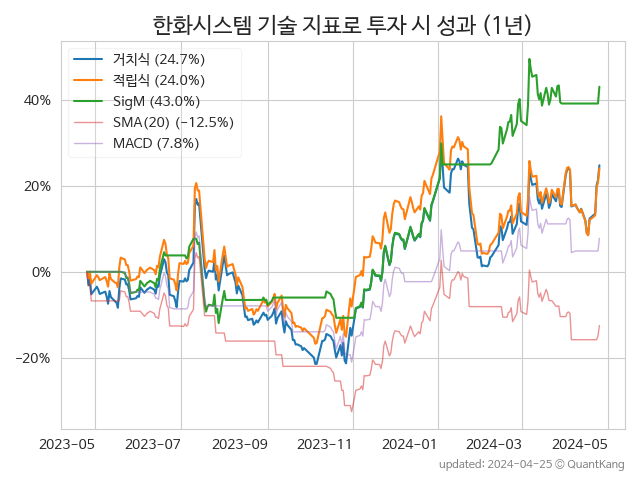 한화시스템 기술 지표로 투자 시 성과 (1년)
거치식 (24.7%)
적립식 (24.0%)
SigM (43.0%)
SMA(20) (−12.5%)
MACD (7.8%)
40%
20%
0%
−20%
2023-05 2023-07 2023-09 2023-11 2024-01 2024-03 2024-05
updated: 2024-04-25 © QuantKang